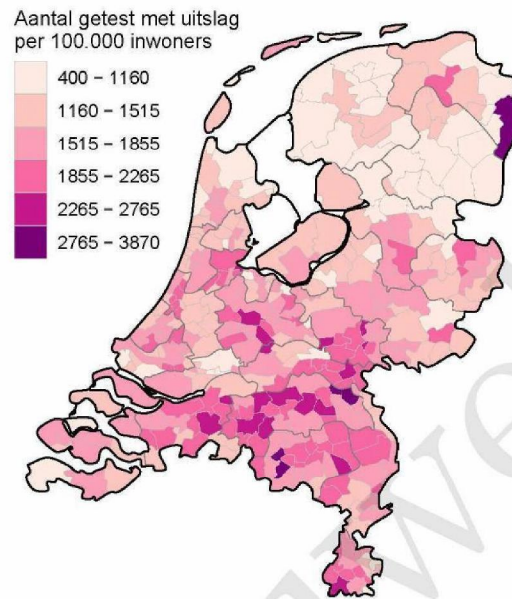 Aantal getest met uitslag
per 100.000 inwoners
400 – 1160
1160 – 1515
1515 – 1855
1855 – 2265
2265 – 2765
2765 – 3870